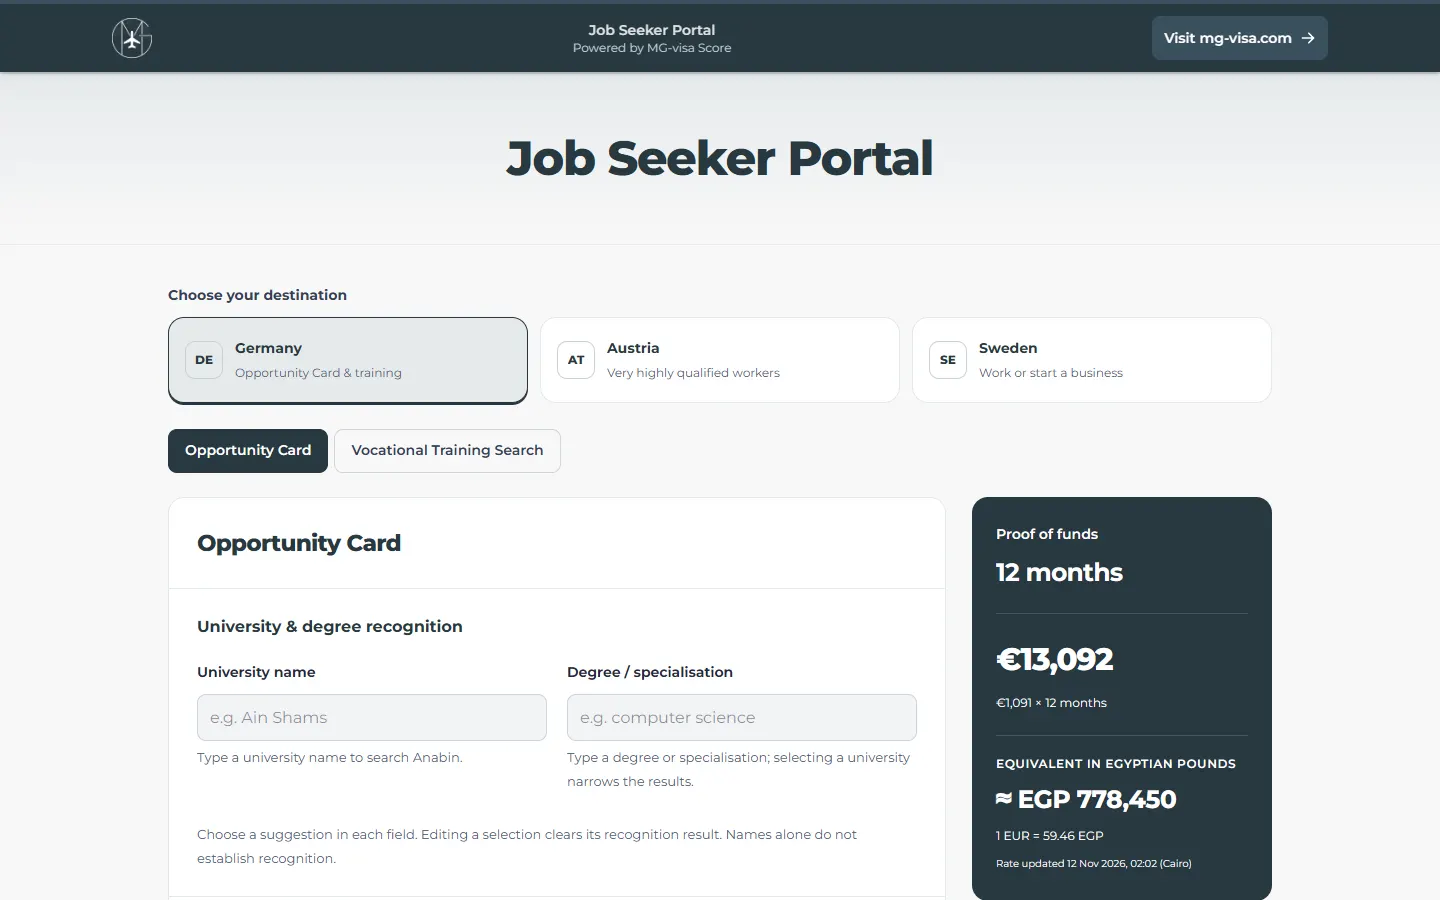 Job Seeker Portal
Powered by MG-visa Score
Visit mg-visa.com →
Job Seeker Portal
Choose your destination
DE
Germany
Opportunity Card & training
AT
Austria
Very highly qualified workers
SE
Sweden
Work or start a business
Opportunity Card
Vocational Training Search
Opportunity Card
University & degree recognition
University name
e.g. Ain Shams
Type a university name to search Anabin.
Degree / specialisation
e.g. computer science
Type a degree or specialisation; selecting a university
narrows the results.
Choose a suggestion in each field. Editing a selection clears its recognition result. Names alone do not
establish recognition.
Proof of funds
12 months
€13,092
€1,091 × 12 months
EQUIVALENT IN EGYPTIAN POUNDS
≈ EGP 778,450
1 EUR = 59.46 EGP
Rate updated 12 Nov 2026, 02:02 (Cairo)